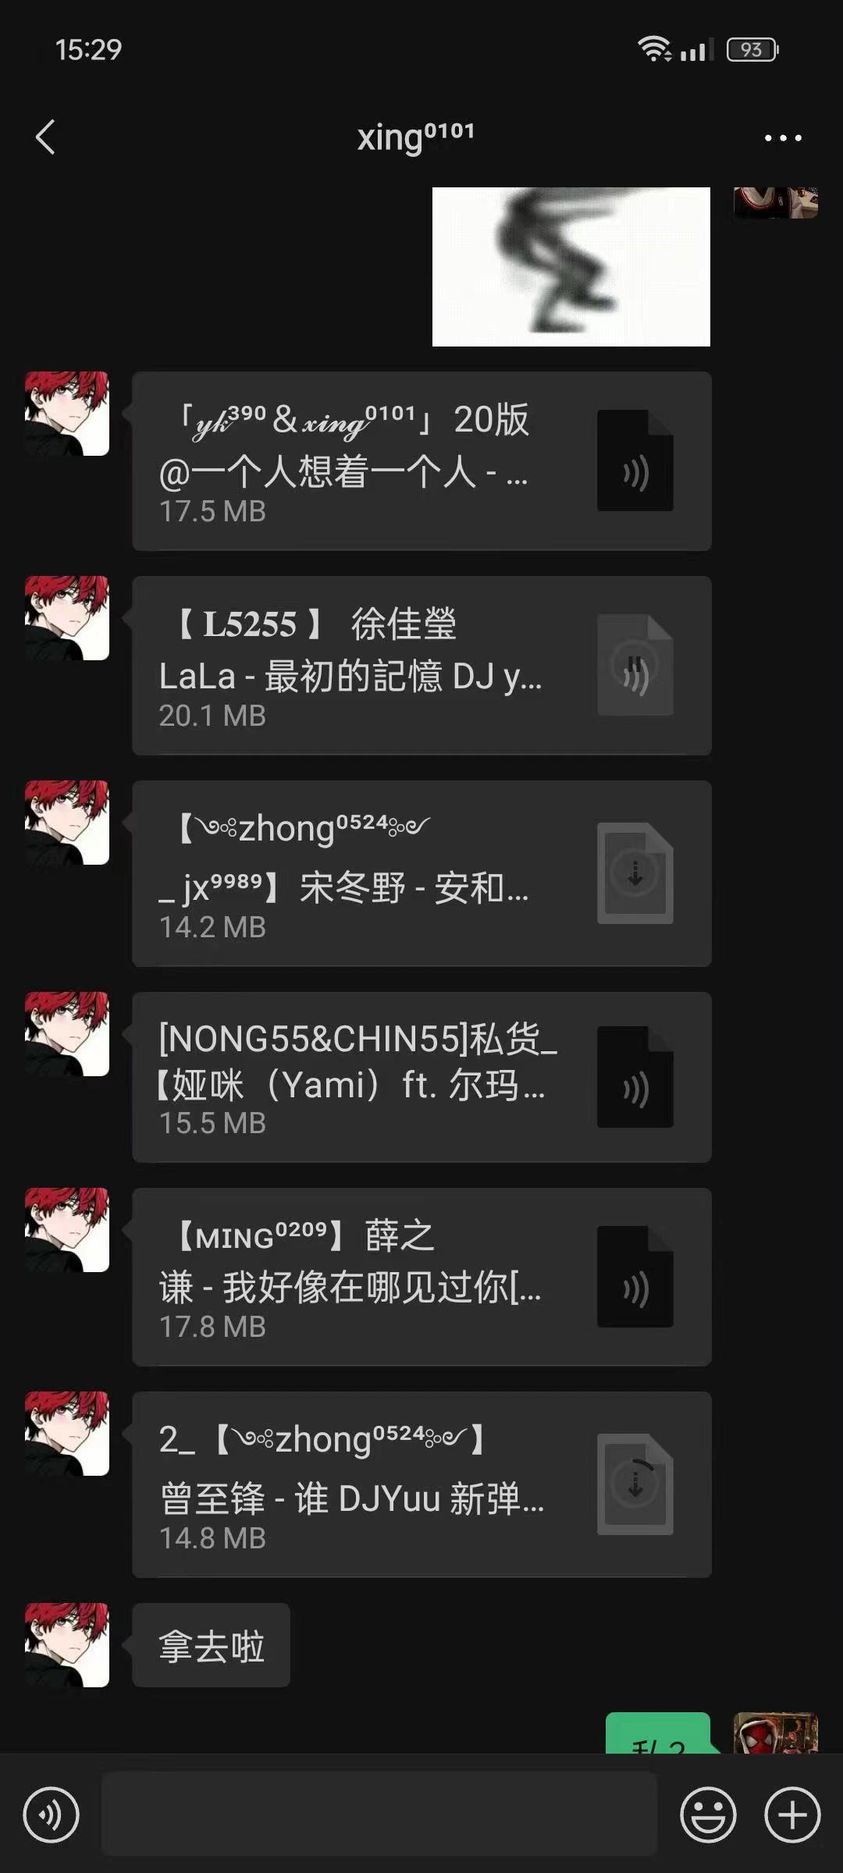 15:29
93
xing⁰¹⁰¹
「𝓎𝓀³⁹⁰＆𝓍𝒾𝓃𝑔⁰¹⁰¹」20版
@一个人想着一个人 - ...
17.5 MB
【 𝐋𝟓𝟐𝟓𝟓 】 徐佳瑩
LaLa - 最初的記憶 DJ y...
20.1 MB
【࿐zhong⁰⁵²⁴࿐
_ jx⁹⁹⁸⁹】宋冬野 - 安和...
14.2 MB
[NONG55&CHIN55]私货_
【娅咪（Yami）ft. 尔玛...
15.5 MB
【ᴍɪɴɢ⁰²⁰⁹】薛之
谦 - 我好像在哪见过你[...
17.8 MB
2_【࿐zhong⁰⁵²⁴࿐】
曾至锋 - 谁 DJYuu 新弹...
14.8 MB
拿去啦